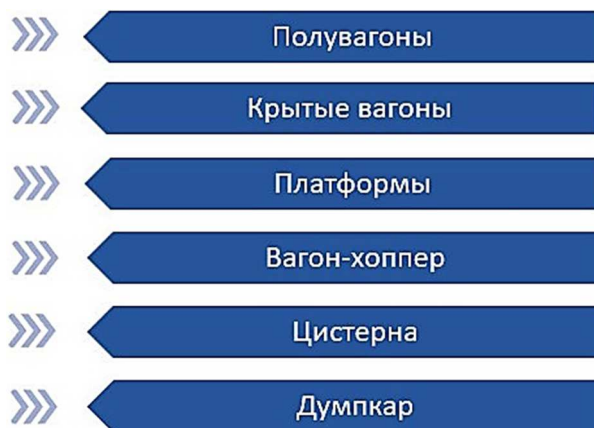 Полувагоны
Крытые вагоны
Платформы
Вагон-хоппер
Цистерна
Думпкар